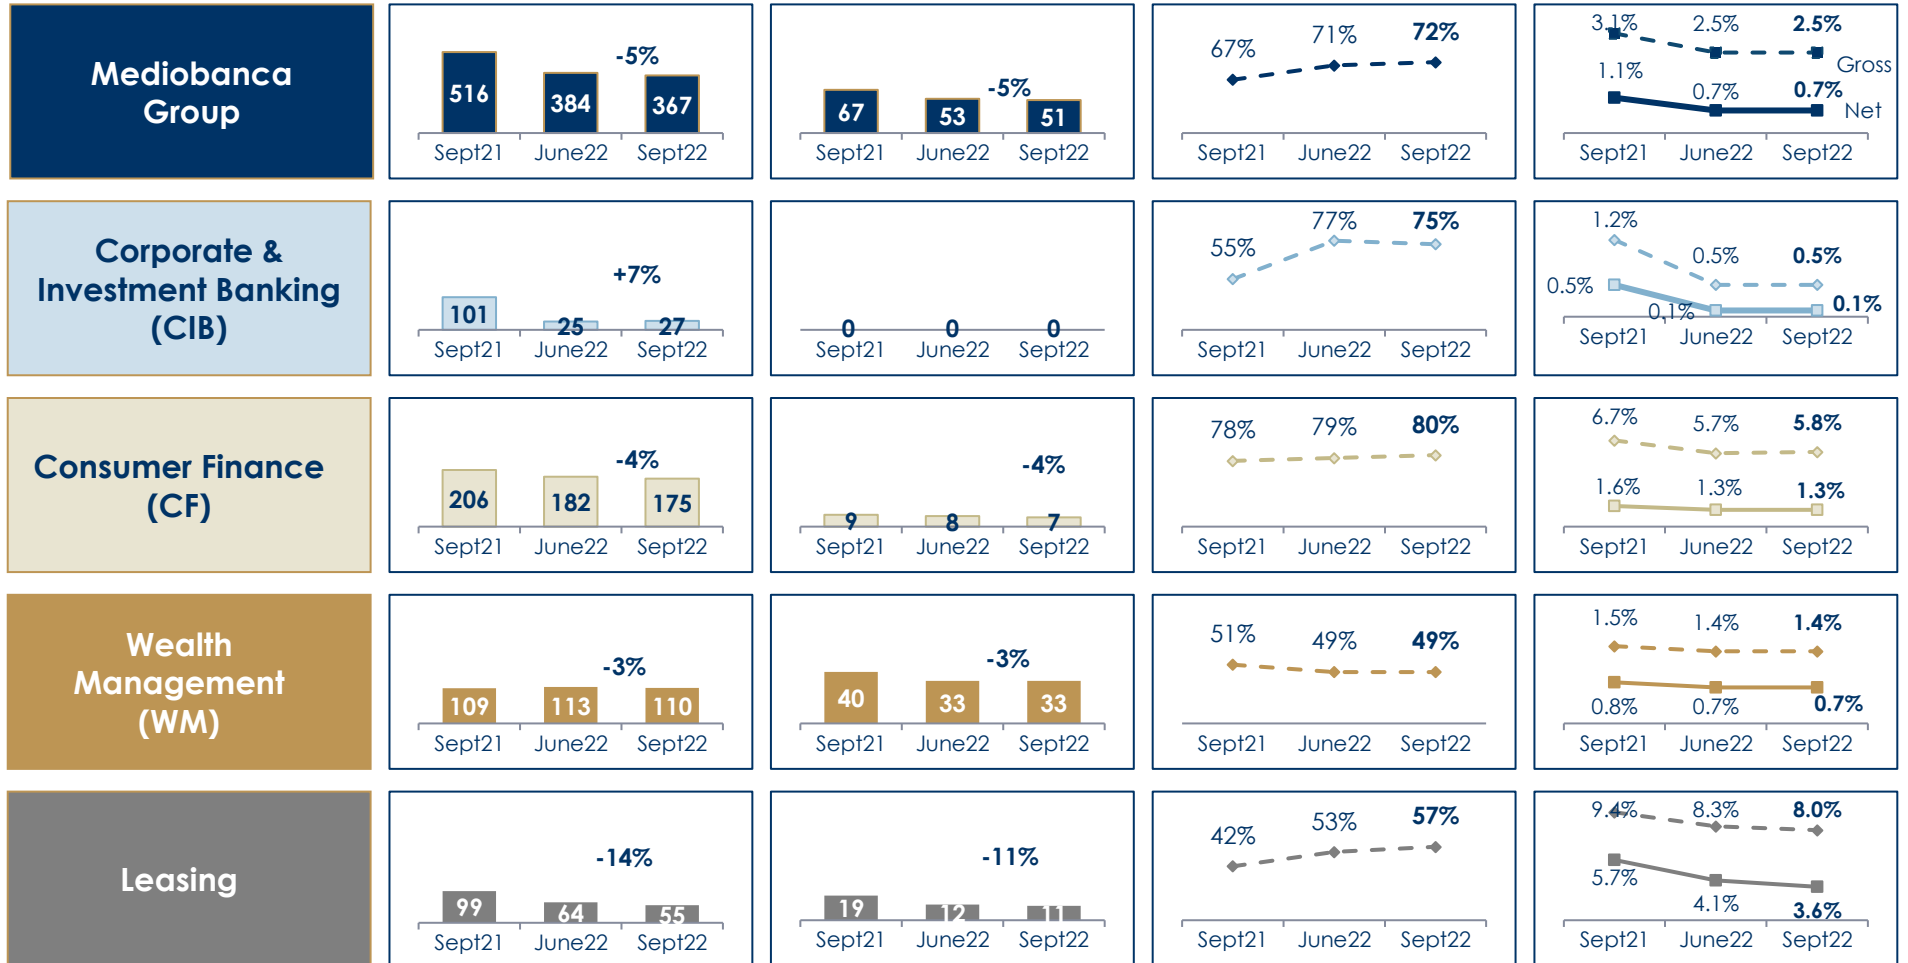 Mediobanca
Group
-5%
516
384
367
Sept21 June22 Sept22
-5%
67
53
51
Sept21 June22 Sept22
67%
71%
72%
Sept21 June22 Sept22
3.1%
2.5%
2.5%
Gross
1.1%
0.7%
0.7%
Net
Sept21 June22 Sept22
Corporate &
Investment Banking
(CIB)
+7%
101
25
27
Sept21 June22 Sept22
0
0
0
Sept21 June22 Sept22
55%
77%
75%
Sept21 June22 Sept22
1.2%
0.5%
0.5%
0.5%
0.1%
0.1%
Sept21 June22 Sept22
Consumer Finance
(CF)
-4%
206
182
175
Sept21 June22 Sept22
-4%
9
8
7
Sept21 June22 Sept22
78%
79%
80%
Sept21 June22 Sept22
6.7%
5.7%
5.8%
1.6%
1.3%
1.3%
Sept21 June22 Sept22
Wealth
Management
(WM)
-3%
109
113
110
Sept21 June22 Sept22
-3%
40
33
33
Sept21 June22 Sept22
51%
49%
49%
Sept21 June22 Sept22
1.5%
1.4%
1.4%
0.8%
0.7%
0.7%
Sept21 June22 Sept22
Leasing
-14%
99
64
55
Sept21 June22 Sept22
-11%
19
12
11
Sept21 June22 Sept22
42%
53%
57%
Sept21 June22 Sept22
9.4%
8.3%
8.0%
5.7%
4.1%
3.6%
Sept21 June22 Sept22